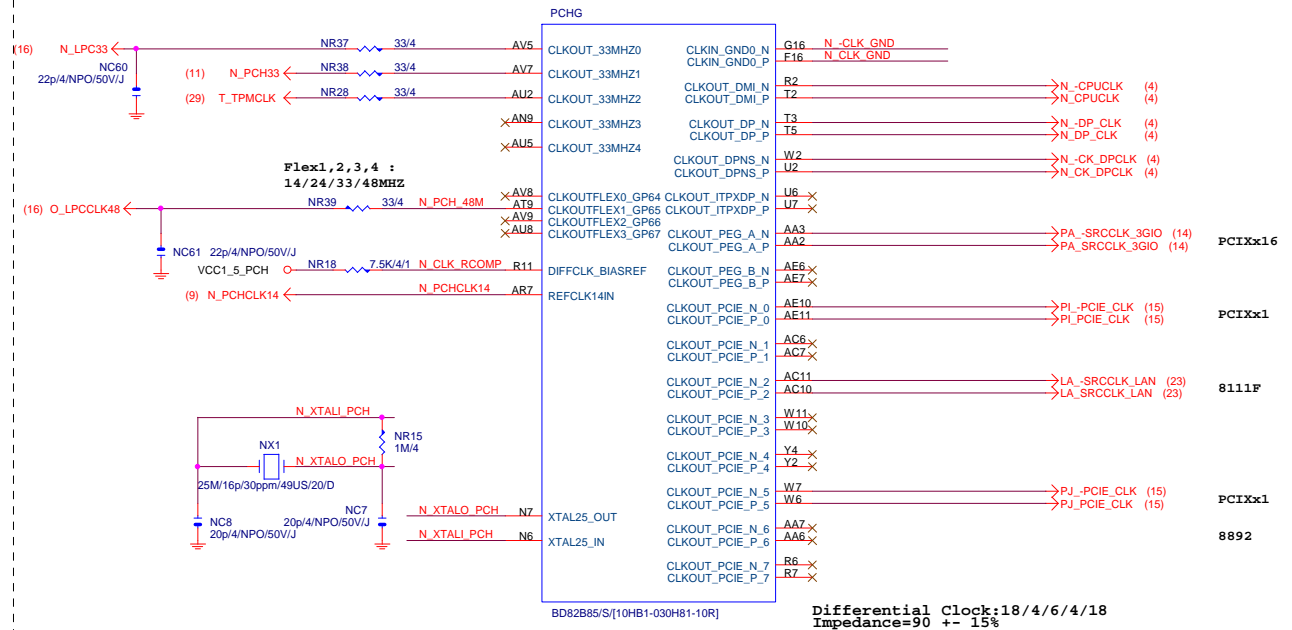 PCHG
(16) N_LPC33 NR37 33/4 AV5 CLKOUT_33MHZ0
NC60
22p/4/NPO/50V/J
(11) N_PCH33 NR38 33/4 AV7 CLKOUT_33MHZ1
(29) T_TPMCLK NR28 33/4 AU2 CLKOUT_33MHZ2
AN9 CLKOUT_33MHZ3
AU5 CLKOUT_33MHZ4
Flex1,2,3,4 :
14/24/33/48MHZ
AV8 CLKOUTFLEX0_GP64
(16) O_LPCCLK48 NR39 33/4 N_PCH_48M AT9 CLKOUTFLEX1_GP65
AV9 CLKOUTFLEX2_GP66
AU8 CLKOUTFLEX3_GP67
NC61 22p/4/NPO/50V/J
VCC1_5_PCH NR18 7.5K/4/1 N_CLK_RCOMP R11 DIFFCLK_BIASREF
(9) N_PCHCLK14 N_PCHCLK14 AR7 REFCLK14IN
N_XTALI_PCH
NR15
1M/4
NX1
N_XTALO_PCH
25M/16p/30ppm/49US/20/D
NC8
20p/4/NPO/50V/J
NC7
20p/4/NPO/50V/J
N_XTALO_PCH N7 XTAL25_OUT
N_XTALI_PCH N6 XTAL25_IN
CLKIN_GND0_N G16 N_-CLK_GND
CLKIN_GND0_P F16 N_CLK_GND
CLKOUT_DMI_N R2 N_-CPUCLK (4)
CLKOUT_DMI_P T2 N_CPUCLK (4)
CLKOUT_DP_N T3 N_-DP_CLK (4)
CLKOUT_DP_P T5 N_DP_CLK (4)
CLKOUT_DPNS_N W2 N_-CK_DPCLK (4)
CLKOUT_DPNS_P U2 N_CK_DPCLK (4)
CLKOUT_ITPXDP_N U6
CLKOUT_ITPXDP_P U7
CLKOUT_PEG_A_N AA3 PA_-SRCCLK_3GIO (14)
CLKOUT_PEG_A_P AA2 PA_SRCCLK_3GIO (14)
PCIXx16
CLKOUT_PEG_B_N AE6
CLKOUT_PEG_B_P AE7
CLKOUT_PCIE_N_0 AE10 PI_-PCIE_CLK (15)
CLKOUT_PCIE_P_0 AE11 PI_PCIE_CLK (15)
PCIXx1
CLKOUT_PCIE_N_1 AC6
CLKOUT_PCIE_P_1 AC7
CLKOUT_PCIE_N_2 AC11 LA_-SRCCLK_LAN (23)
CLKOUT_PCIE_P_2 AC10 LA_SRCCLK_LAN (23)
8111F
CLKOUT_PCIE_N_3 W11
CLKOUT_PCIE_P_3 W10
CLKOUT_PCIE_N_4 Y4
CLKOUT_PCIE_P_4 Y2
CLKOUT_PCIE_N_5 W7 PJ_-PCIE_CLK (15)
CLKOUT_PCIE_P_5 W6 PJ_PCIE_CLK (15)
PCIXx1
CLKOUT_PCIE_N_6 AA7
CLKOUT_PCIE_P_6 AA6
8892
CLKOUT_PCIE_N_7 R6
CLKOUT_PCIE_P_7 R7
BD82B85/S/[10HB1-030H81-10R]
Differential Clock:18/4/6/4/18
Impedance=90 +- 15%